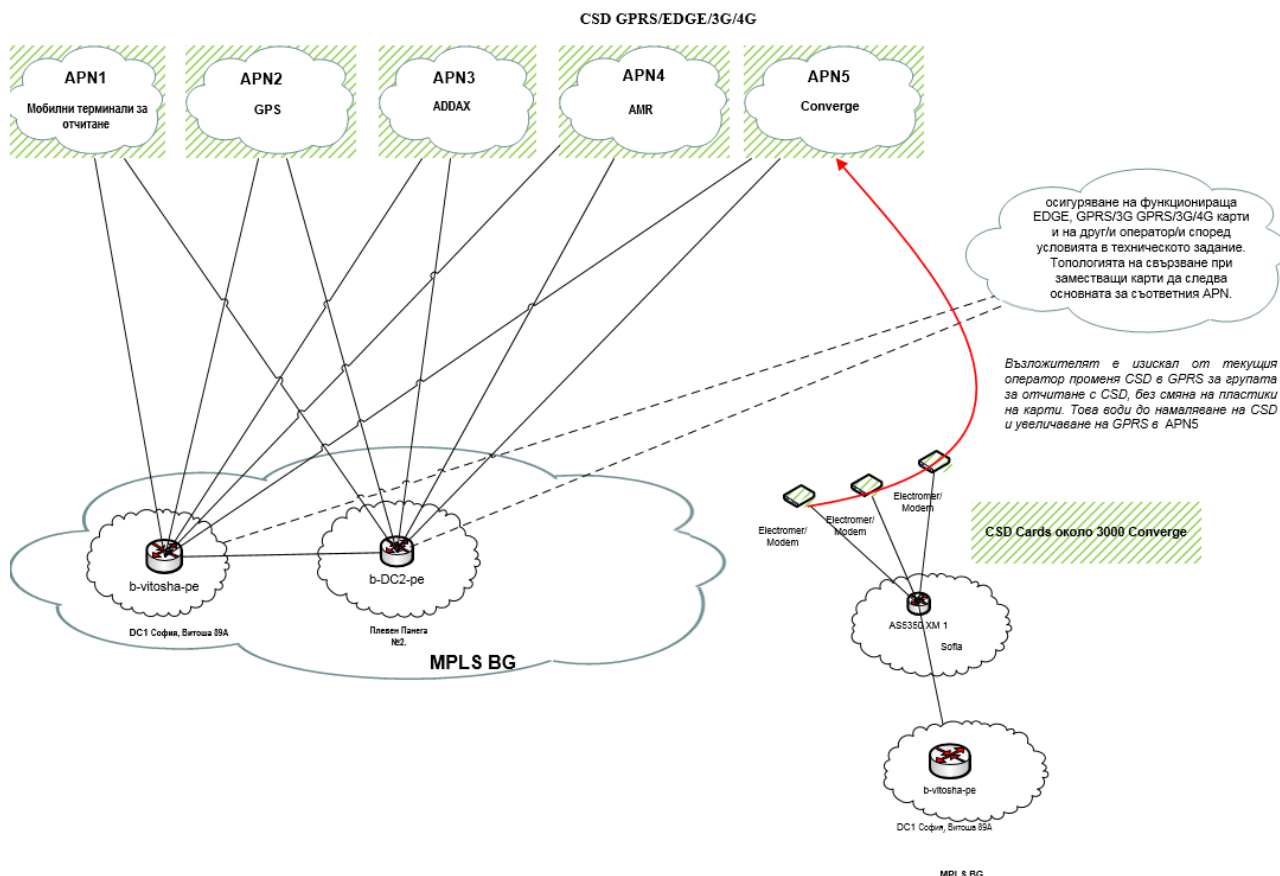 CSD GPRS/EDGE/3G/4G
APN1
Мобилни терминали за
отчитане
APN2
GPS
APN3
ADDAX
APN4
AMR
APN5
Converge
осигуряване на функционираща
EDGE, GPRS/3G GPRS/3G/4G карти
и на друг/и оператор/и според
условията в техническото задание.
Топологията на свързване при
заместващи карти да следва
основната за съответния APN.
Възложителят е изискал от текущия
оператор променя CSD в GPRS за групата
за отчитане с CSD, без смяна на пластики
на карти. Това води до намаляване на CSD
и увеличаване на GPRS в APN5
Electromer/
Modem
Electromer/
Modem
Electromer/
Modem
CSD Cards около 3000 Converge
b-vitosha-pe
DC1 София, Витоша 89А
b-DC2-pe
Плевен Панега
№2.
MPLS BG
AS5350 XM 1
Sofia
b-vitosha-pe
DC1 София, Витоша 89А
MPLS BG